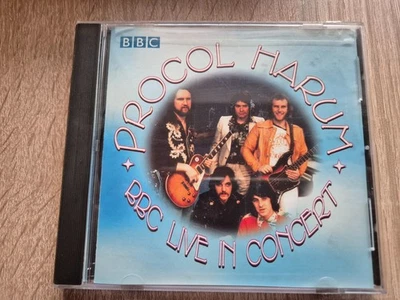 BBC
PROCOL HARUM
BBC LIVE IN CONCERT